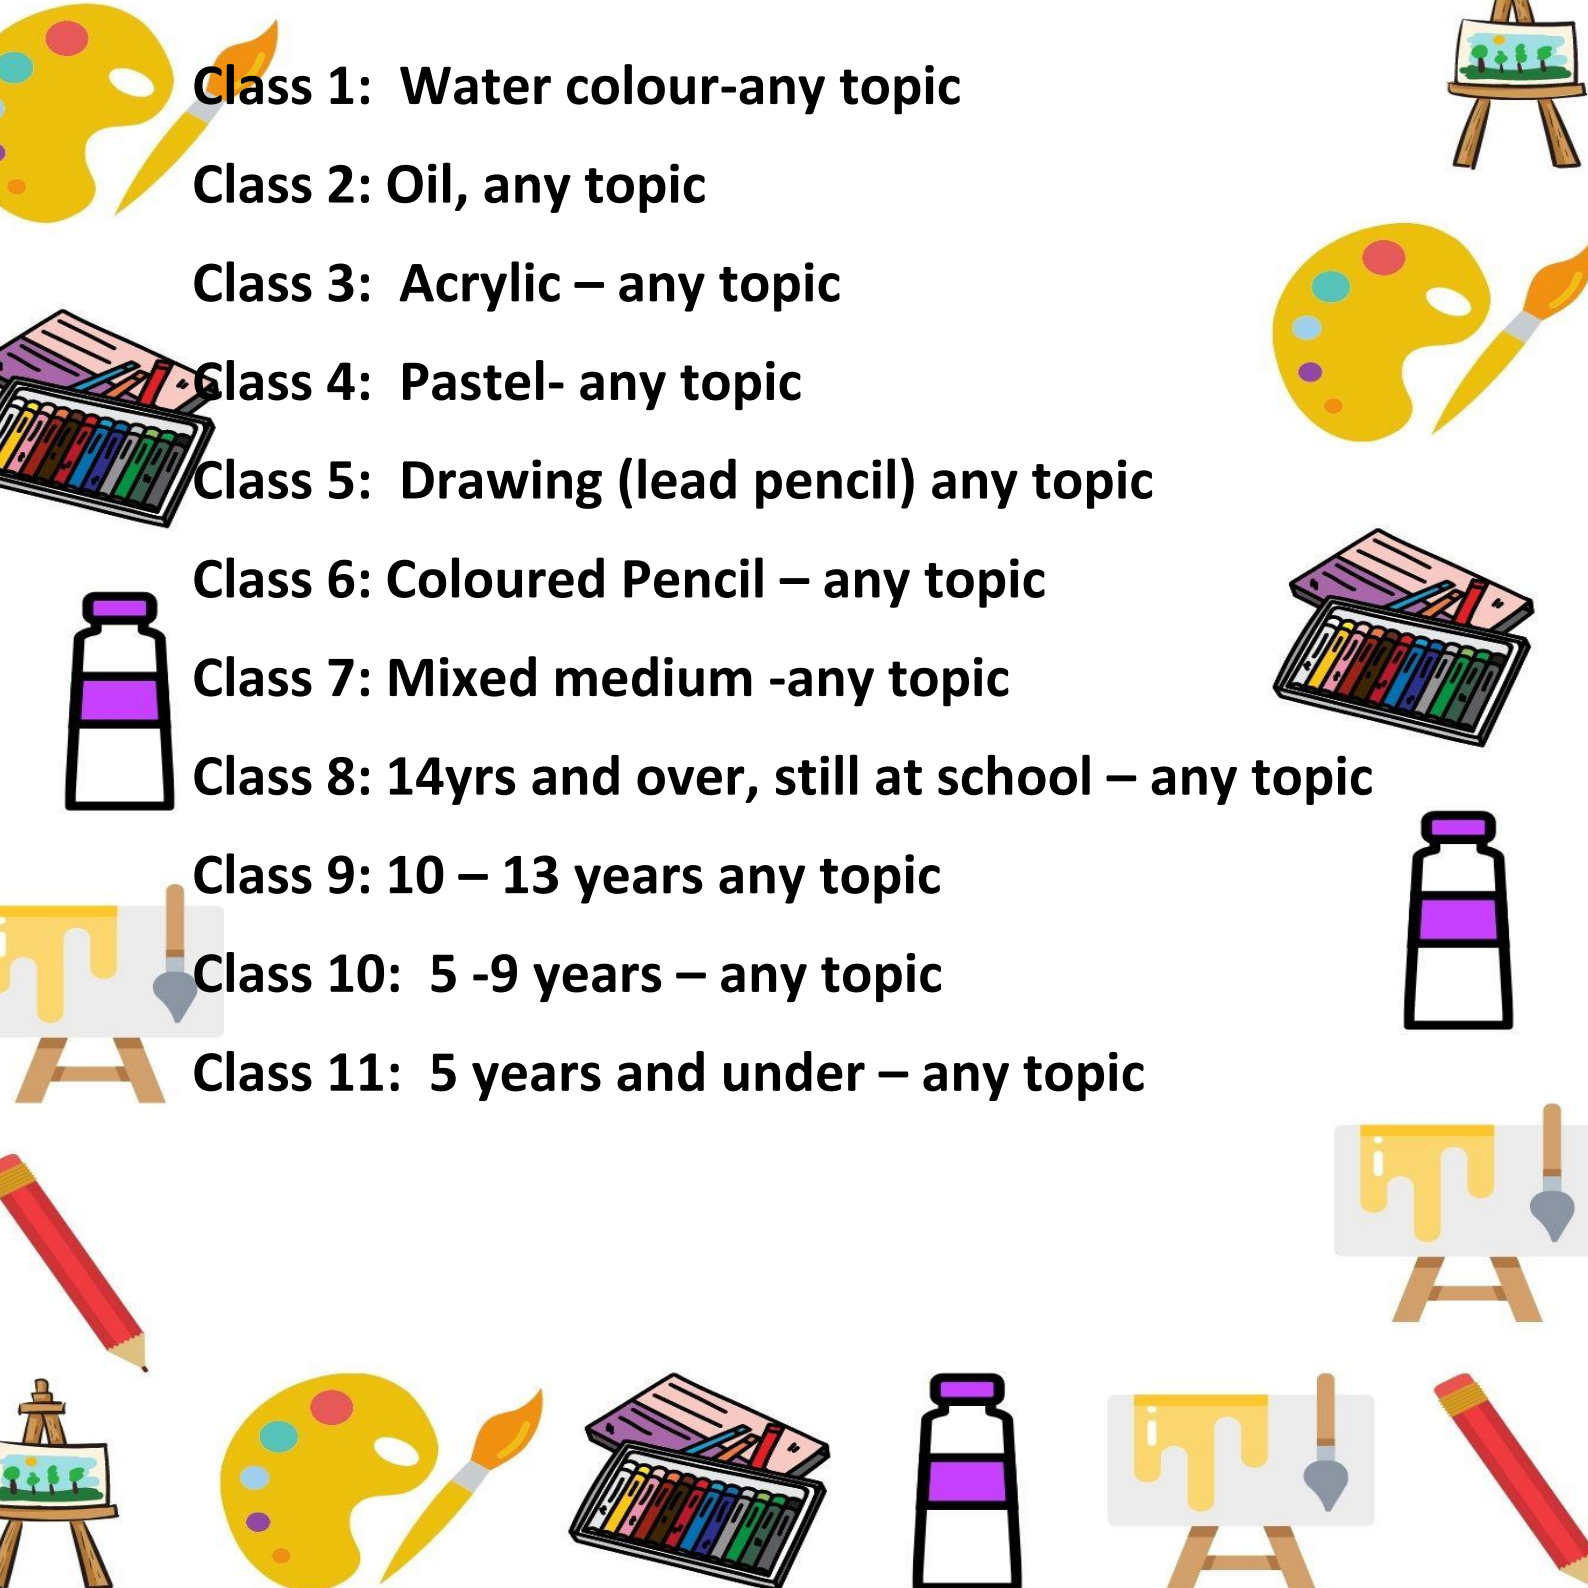 Class 1:  Water colour-any topic
Class 2: Oil, any topic
Class 3:  Acrylic – any topic
Class 4:  Pastel- any topic
Class 5:  Drawing (lead pencil) any topic
Class 6: Coloured Pencil – any topic
Class 7: Mixed medium -any topic
Class 8: 14yrs and over, still at school – any topic
Class 9: 10 – 13 years any topic
Class 10:  5 -9 years – any topic
Class 11:  5 years and under – any topic